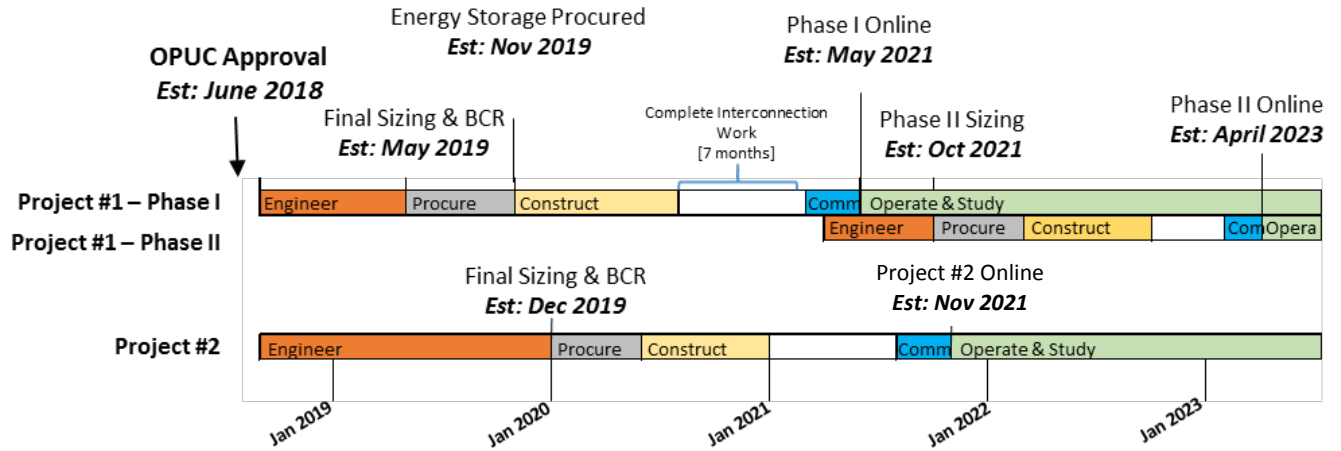 Energy Storage Procured
Est: Nov 2019
Phase I Online
Est: May 2021
OPUC Approval
Est: June 2018
Final Sizing & BCR
Est: May 2019
Complete Interconnection
Work
[7 months]
Phase II Sizing
Est: Oct 2021
Phase II Online
Est: April 2023
Project #1 – Phase I
Engineer
Procure
Construct
Comm
Operate & Study
Project #1 – Phase II
Engineer
Procure
Construct
Com
Opera
Final Sizing & BCR
Est: Dec 2019
Project #2 Online
Est: Nov 2021
Project #2
Engineer
Procure
Construct
Comm
Operate & Study
Jan 2019
Jan 2020
Jan 2021
Jan 2022
Jan 2023